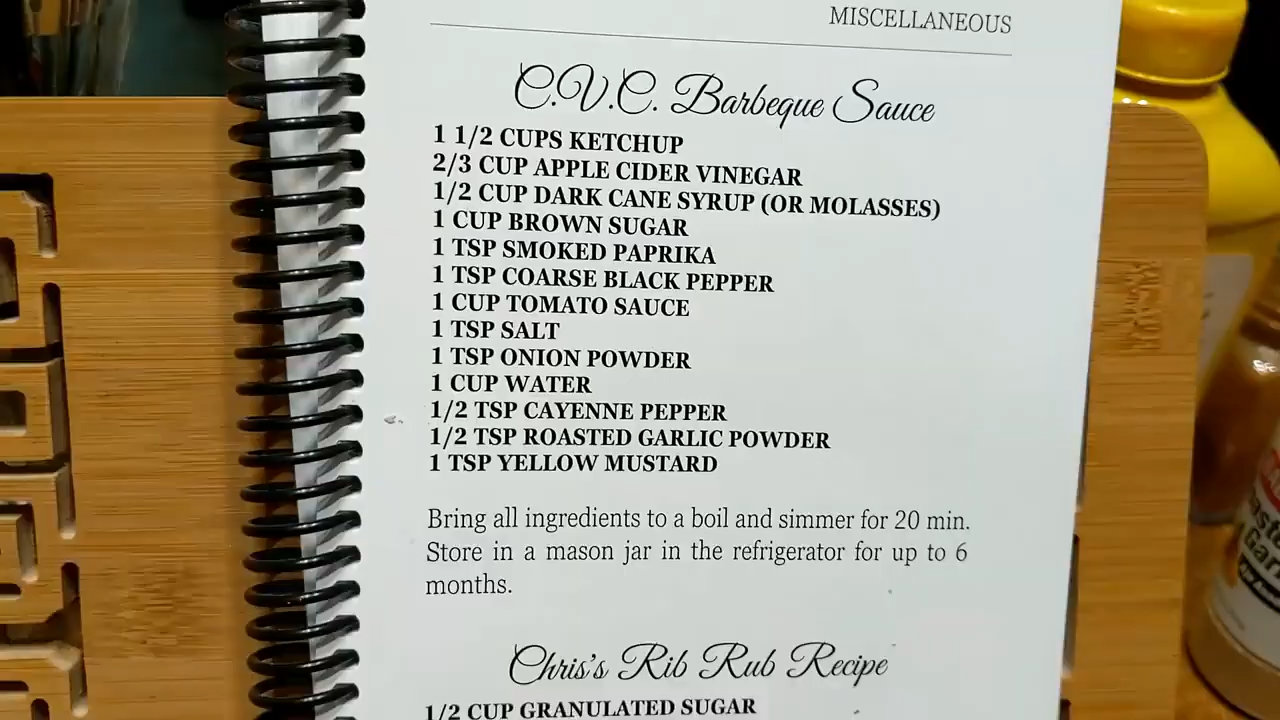 MISCELLANEOUS
C.V.C. Barbeque Sauce
1 1/2 CUPS KETCHUP
2/3 CUP APPLE CIDER VINEGAR
1/2 CUP DARK CANE SYRUP (OR MOLASSES)
1 CUP BROWN SUGAR
1 TSP SMOKED PAPRIKA
1 TSP COARSE BLACK PEPPER
1 CUP TOMATO SAUCE
1 TSP SALT
1 TSP ONION POWDER
1 CUP WATER
1/2 TSP CAYENNE PEPPER
1/2 TSP ROASTED GARLIC POWDER
1 TSP YELLOW MUSTARD
Bring all ingredients to a boil and simmer for 20 min.
Store in a mason jar in the refrigerator for up to 6
months.
Chris's Rib Rub Recipe
1/2 CUP GRANULATED SUGAR